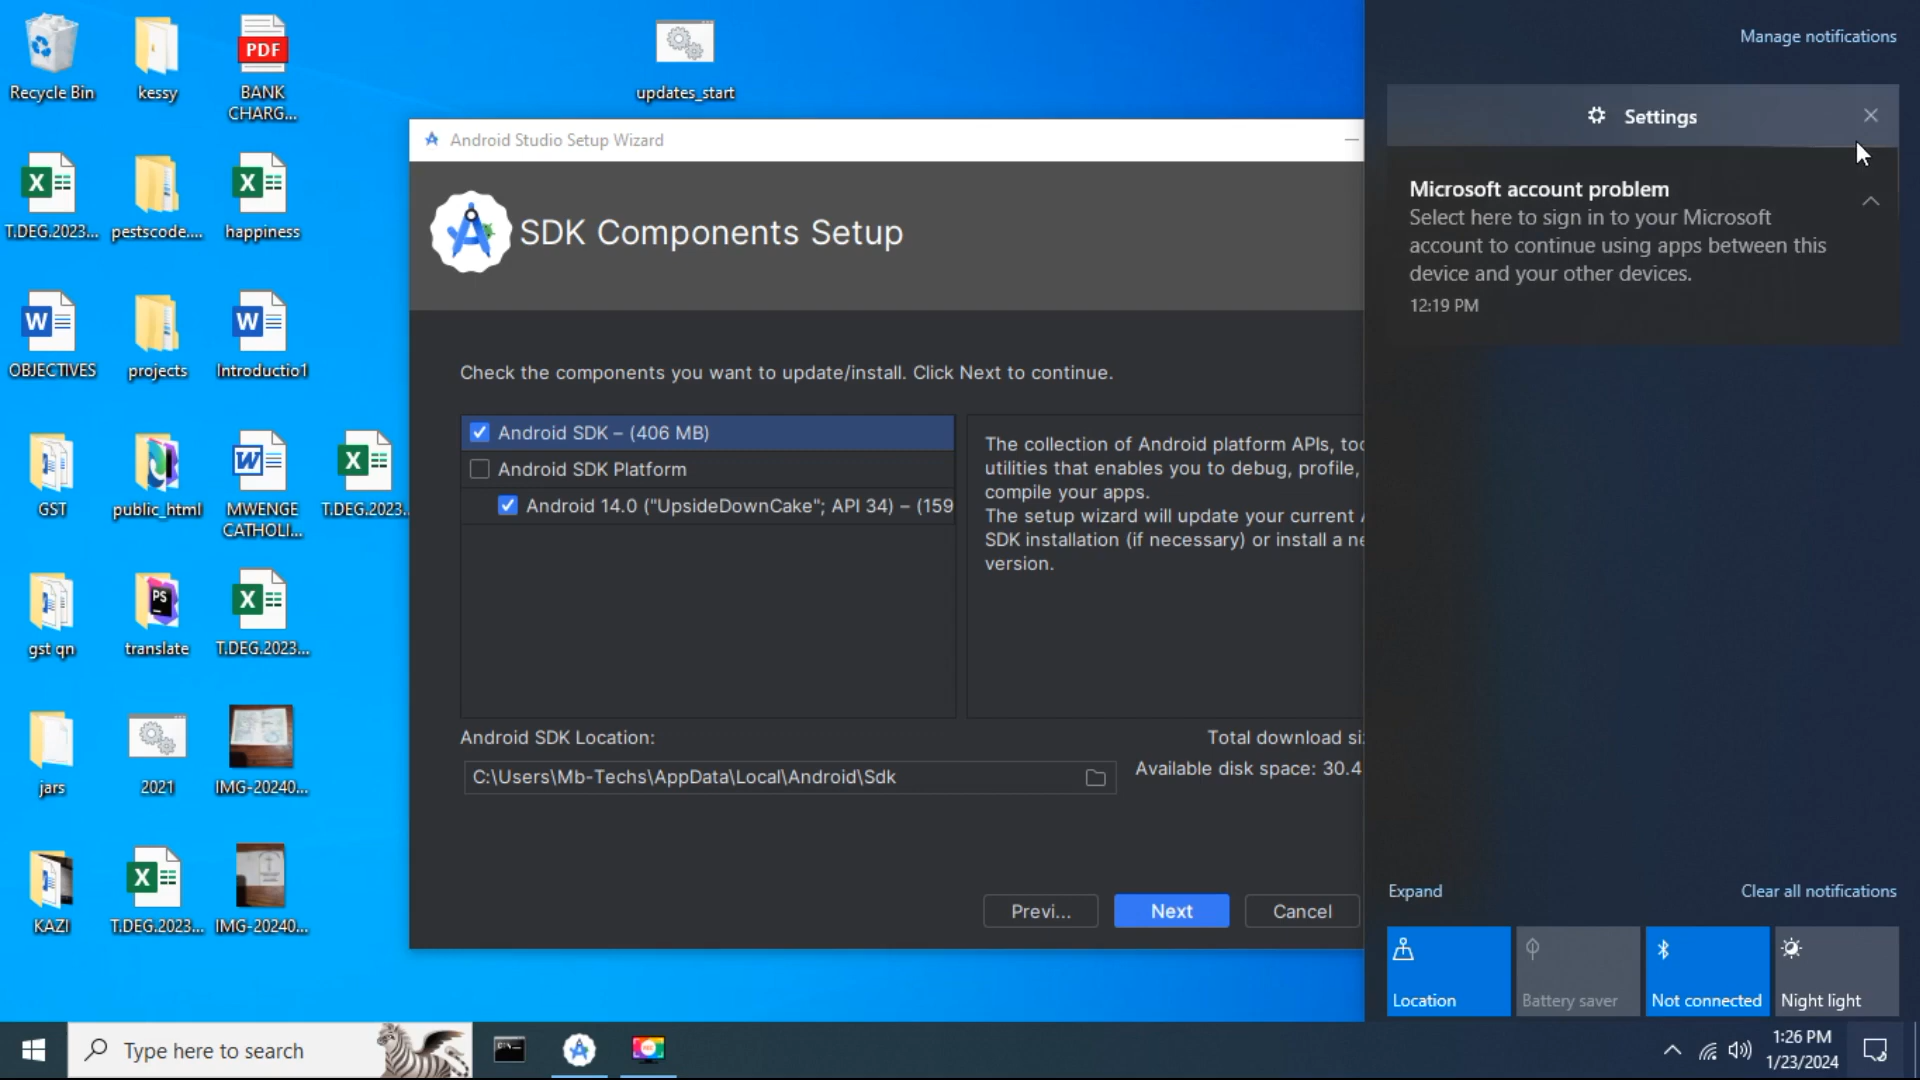 Recycle Bin
kessy
PDF
BANK
CHARG...
updates_start
T.DEG.2023...
pestscode....
happiness
OBJECTIVES
projects
Introductio1
GST
public_html
MWENGE
CATHOLI...
T.DEG.2023...
gst qn
translate
T.DEG.2023...
jars
2021
IMG-20240...
KAZI
T.DEG.2023...
IMG-20240...
Android Studio Setup Wizard
SDK Components Setup
Check the components you want to update/install. Click Next to continue.
Android SDK – (406 MB)
Android SDK Platform
Android 14.0 ("UpsideDownCake"; API 34) – (159
The collection of Android platform APIs, too
utilities that enables you to debug, profile,
compile your apps.
The setup wizard will update your current
SDK installation (if necessary) or install a ne
version.
Android SDK Location:
C:\Users\Mb-Techs\AppData\Local\Android\Sdk
Total download si
Available disk space: 30.4
Previ...
Next
Cancel
Manage notifications
Settings
Microsoft account problem
Select here to sign in to your Microsoft
account to continue using apps between this
device and your other devices.
12:19 PM
Expand
Clear all notifications
Location
Battery saver
Not connected
Night light
Type here to search
1:26 PM
1/23/2024